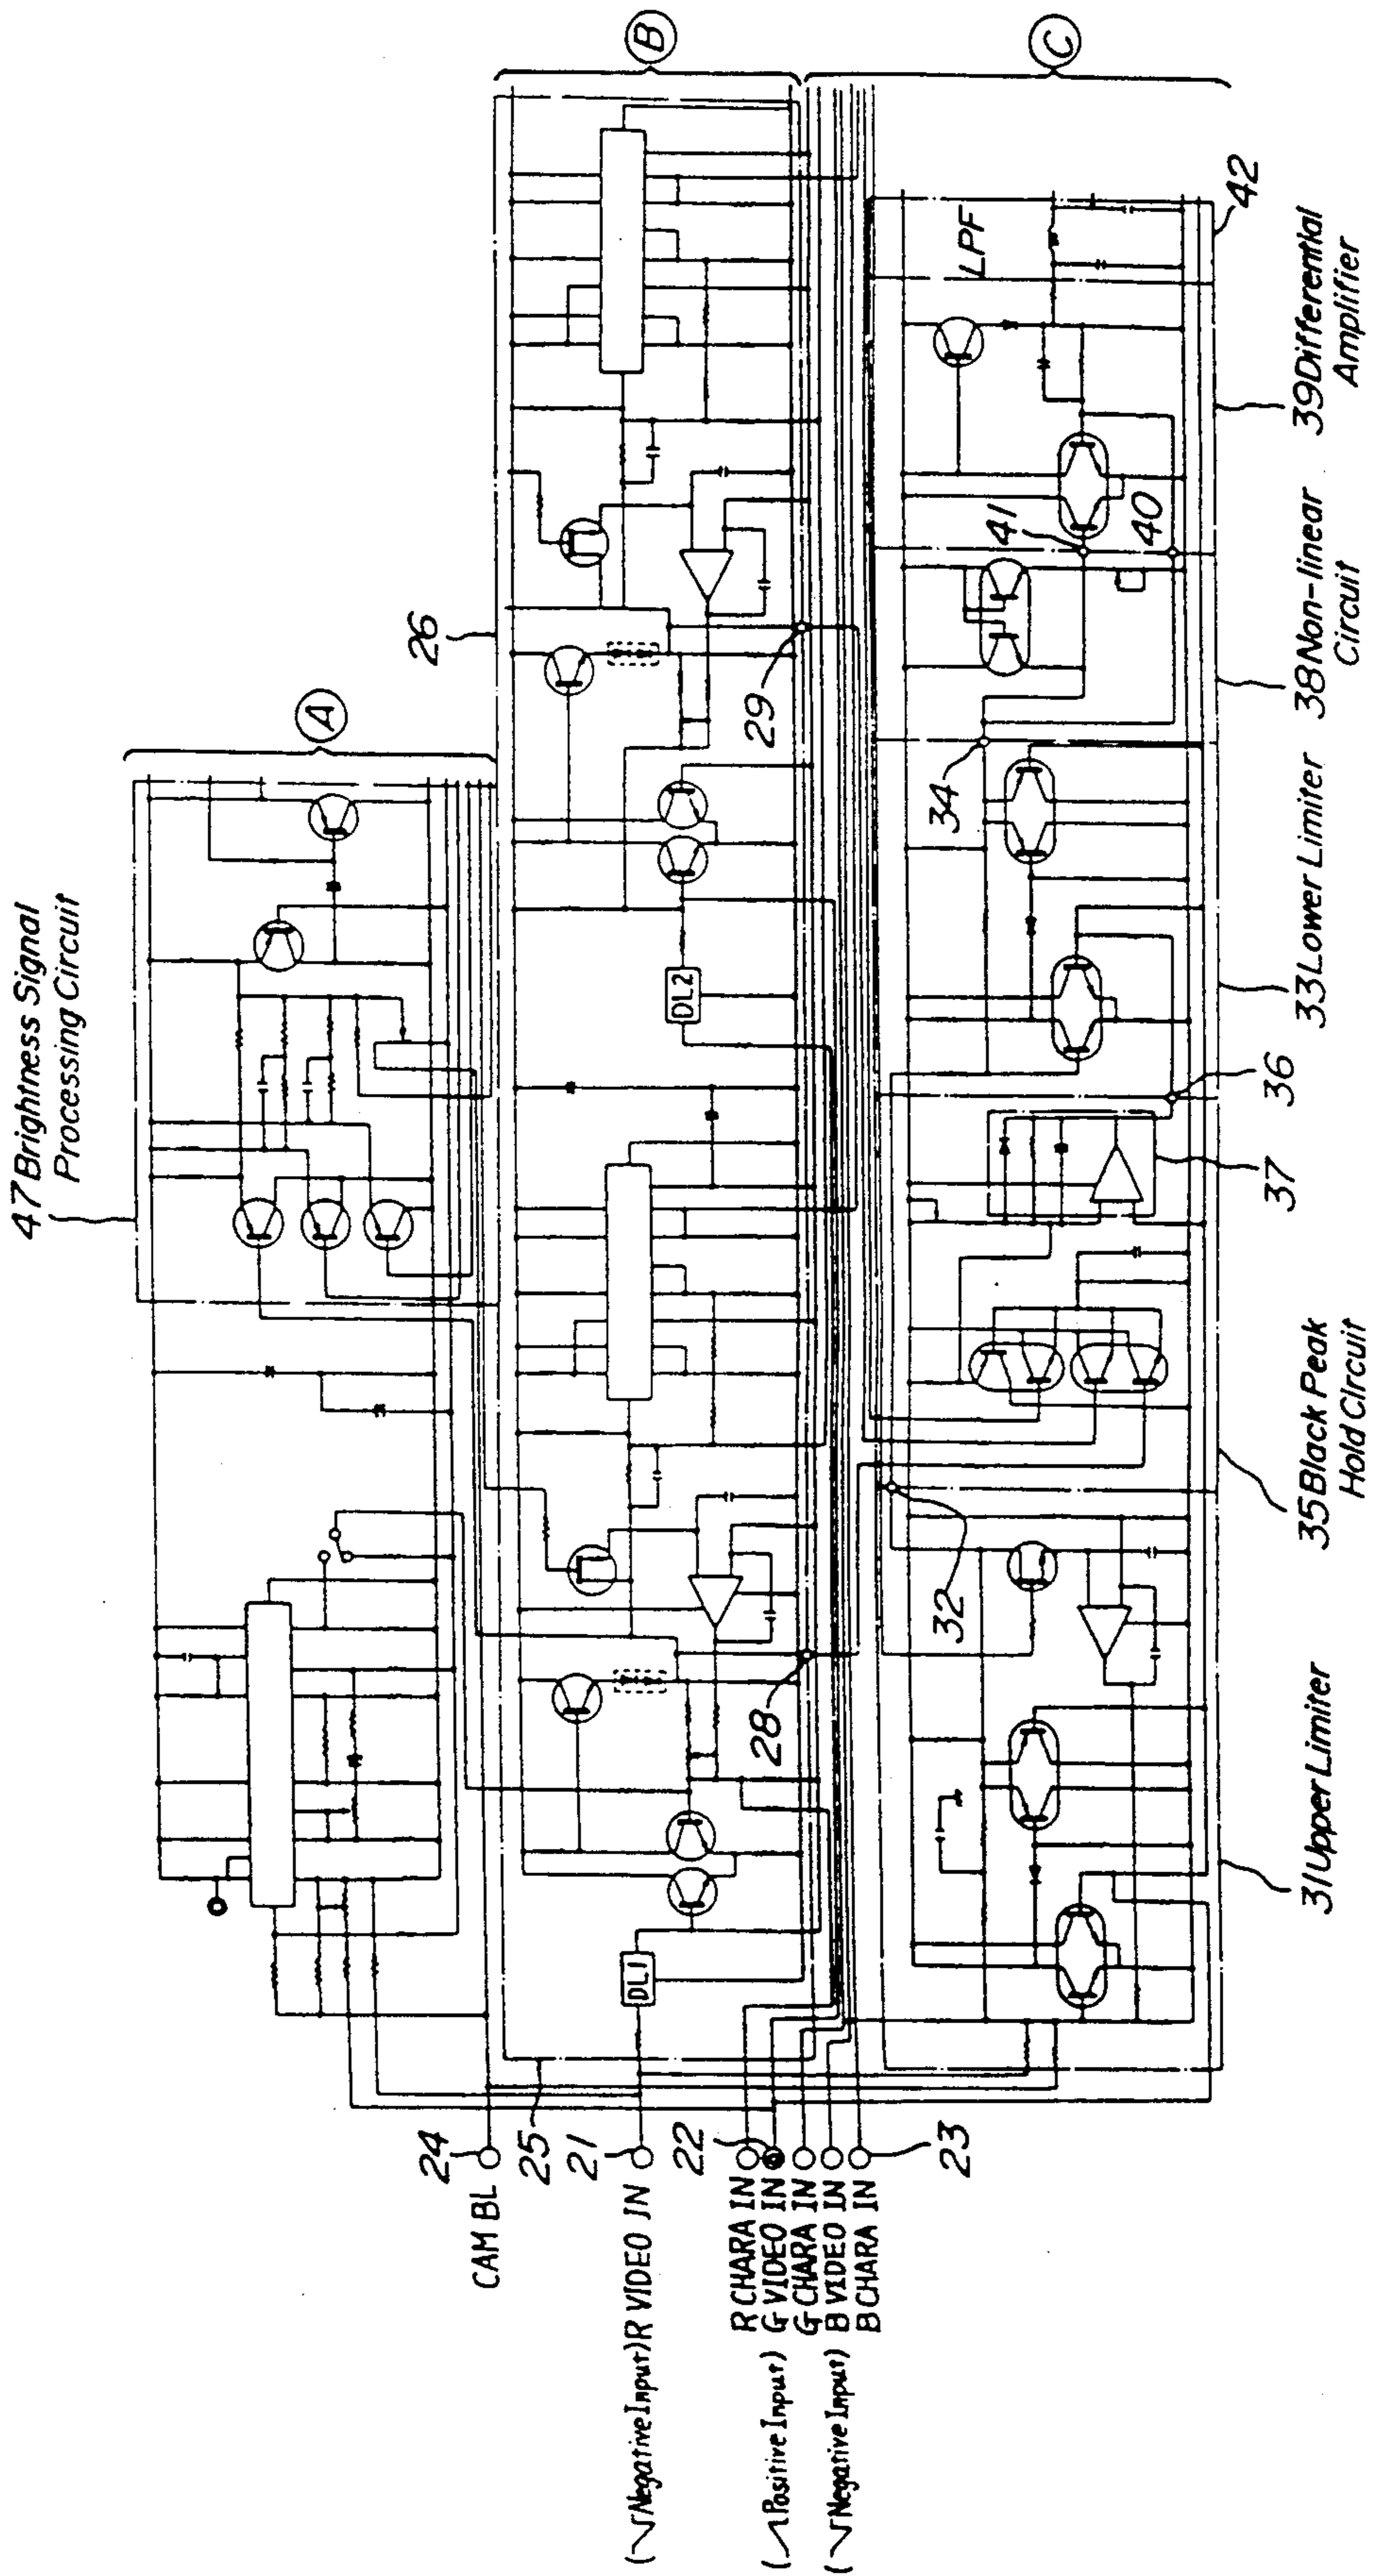 47 Brightness Signal
Processing Circuit
A
B
C
26
24
CAM BL
25
21
(Negative Input) R VIDEO IN
DL1
DL2
28
29
22
R CHARA IN
(Positive Input) G VIDEO IN
G CHARA IN
(Negative Input) B VIDEO IN
B CHARA IN
23
32
34
41
40
LPF
42
36
37
31 Upper Limiter
35 Black Peak
Hold Circuit
33 Lower Limiter
38 Non-linear
Circuit
39 Differential
Amplifier